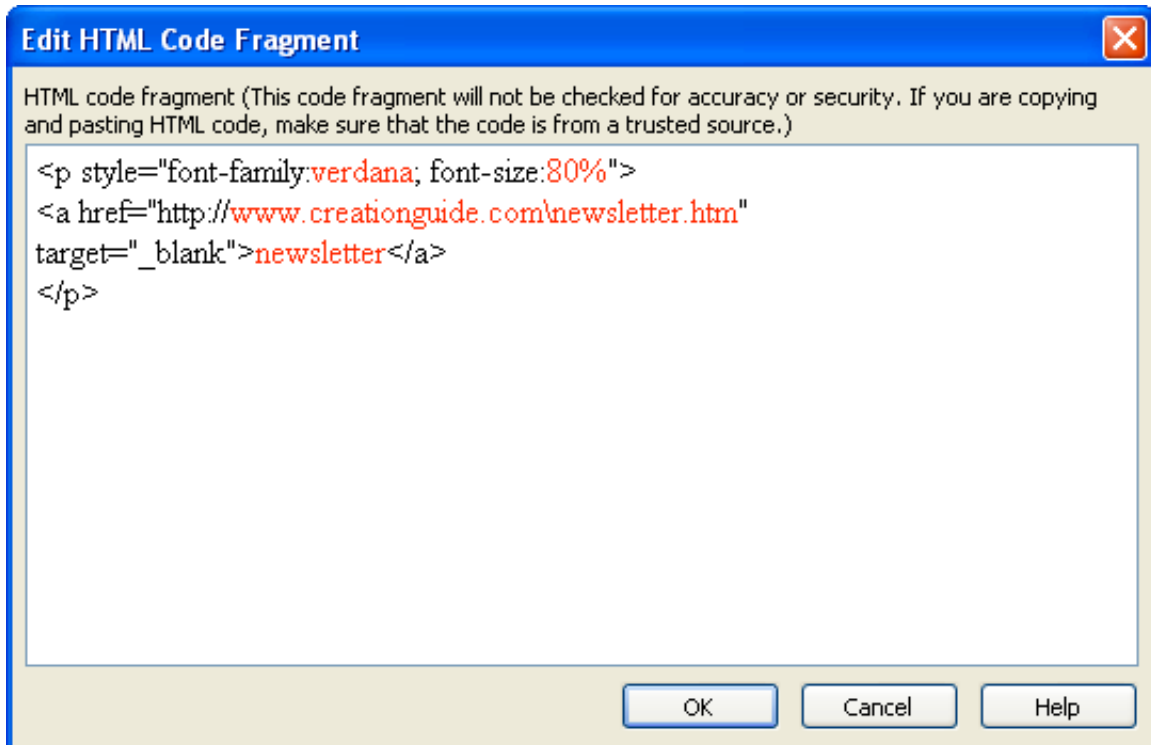 Edit HTML Code Fragment
HTML code fragment (This code fragment will not be checked for accuracy or security. If you are copying
and pasting HTML code, make sure that the code is from a trusted source.)
<p style="font-family:verdana; font-size:80%">
<a href="http://www.creationguide.com\newsletter.htm"
target="_blank">newsletter</a>
</p>
OK Cancel Help